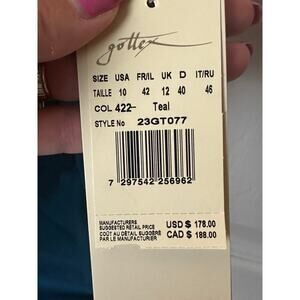 gottex
SIZE USA FR/IL UK D IT/RU
TAILLE 10 42 12 40 46
COL 422- Teal
STYLE No 23GT077
7 297542 256962
MANUFACTURERS
SUGGESTED RETAIL PRICE
COÛT AU DÉTAIL SUGGÉRÉ
PAR LE MANUFACTURIER
USD $ 178.00
CAD $ 188.00